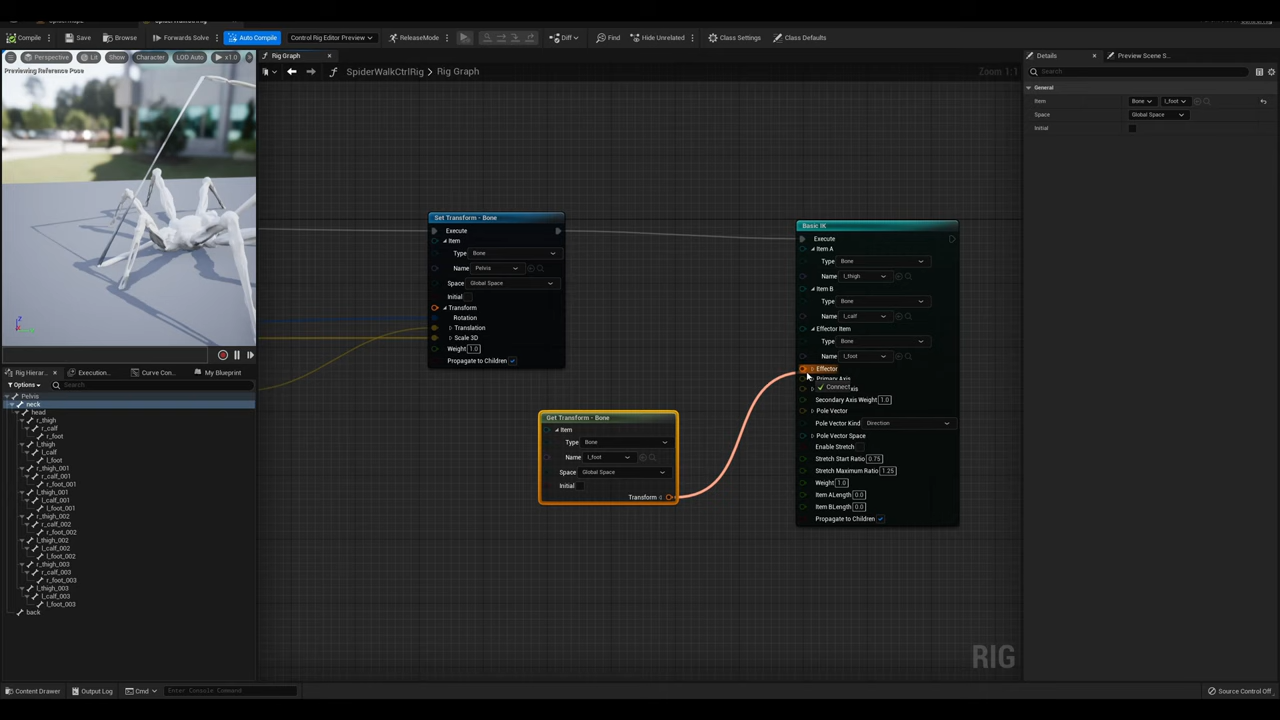 Compile
Save
Browse
Forwards Solve
Auto Compile
Control Rig Editor Preview
ReleaseMode
Diff
Find
Hide Unrelated
Class Settings
Class Defaults
Perspective
Lit
Show
Character
LOD Auto
x1.0
Previewing Reference Pose
Rig Graph
SpiderWalkCtrlRig
Rig Graph
Zoom 1:1
Details
Preview Scene S...
Search
General
Item
Bone
l_foot
Space
Global Space
Initial
Set Transform - Bone
Execute
Item
Type
Bone
Name
Pelvis
Space
Global Space
Initial
Transform
Rotation
Translation
Scale 3D
Weight
1.0
Propagate to Children
Get Transform - Bone
Item
Type
Bone
Name
l_foot
Space
Global Space
Initial
Transform
Basic IK
Execute
Item A
Type
Bone
Name
l_thigh
Item B
Type
Bone
Name
l_calf
Effector Item
Type
Bone
Name
l_foot
Effector
Primary Axis
Connect
Secondary Axis Weight
1.0
Pole Vector
Pole Vector Kind
Direction
Pole Vector Space
Enable Stretch
Stretch Start Ratio
0.75
Stretch Maximum Ratio
1.25
Weight
1.0
Item ALength
0.0
Item BLength
0.0
Propagate to Children
Rig Hierar...
Execution...
Curve Con...
My Blueprint
Options
Search
Pelvis
neck
head
r_thigh
r_calf
r_foot
l_thigh
l_calf
l_foot
r_thigh_001
r_calf_001
r_foot_001
l_thigh_001
l_calf_001
l_foot_001
r_thigh_002
r_calf_002
r_foot_002
l_thigh_002
l_calf_002
l_foot_002
r_thigh_003
r_calf_003
r_foot_003
l_thigh_003
l_calf_003
l_foot_003
back
RIG
Content Drawer
Output Log
Cmd
Enter Console Command
Source Control Off